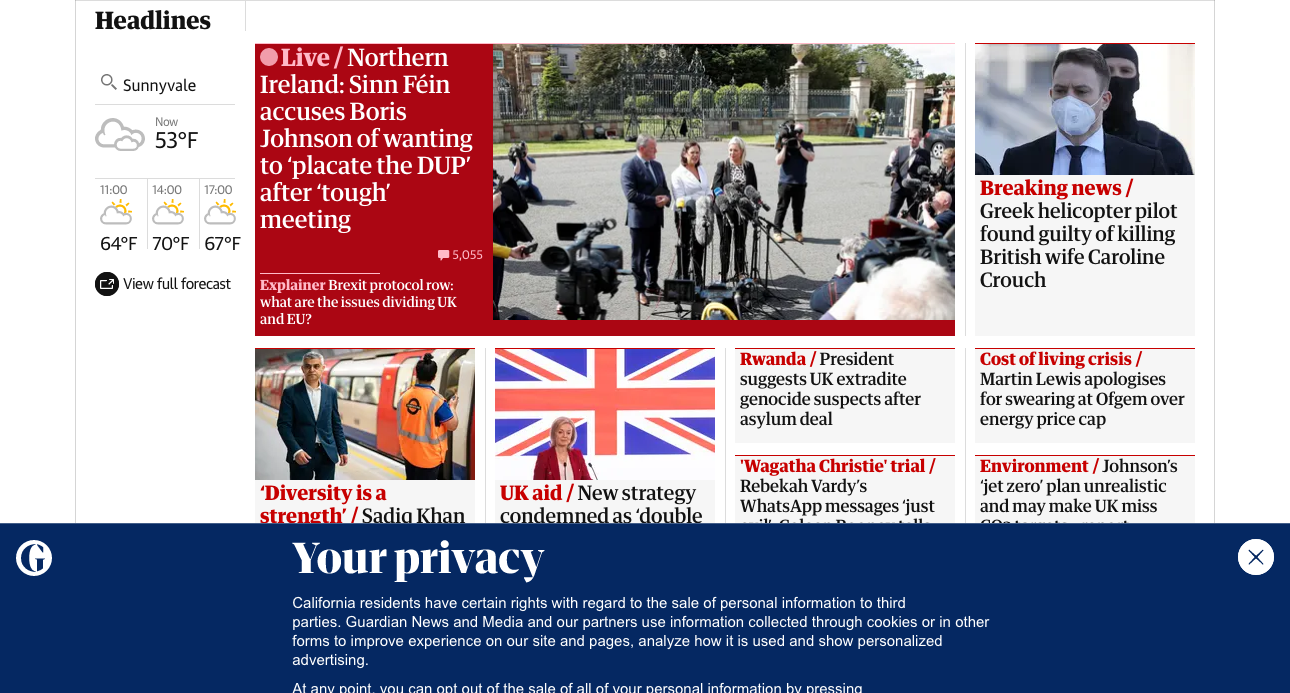 Headlines
Sunnyvale
Now
53°F
11:00
14:00
17:00
64°F
70°F
67°F
View full forecast
Live / Northern
Ireland: Sinn Féin
accuses Boris
Johnson of wanting
to ‘placate the DUP’
after ‘tough’
meeting
5,055
Explainer Brexit protocol row:
what are the issues dividing UK
and EU?
Breaking news /
Greek helicopter pilot
found guilty of killing
British wife Caroline
Crouch
‘Diversity is a
strength’ / Sadiq Khan
UK aid / New strategy
condemned as ‘double
Rwanda / President
suggests UK extradite
genocide suspects after
asylum deal
'Wagatha Christie' trial /
Rebekah Vardy’s
WhatsApp messages ‘just
Cost of living crisis /
Martin Lewis apologises
for swearing at Ofgem over
energy price cap
Environment / Johnson’s
‘jet zero’ plan unrealistic
and may make UK miss
Your privacy
California residents have certain rights with regard to the sale of personal information to third
parties. Guardian News and Media and our partners use information collected through cookies or in other
forms to improve experience on our site and pages, analyze how it is used and show personalized
advertising.
At any point, you can opt out of the sale of all of your personal information by pressing